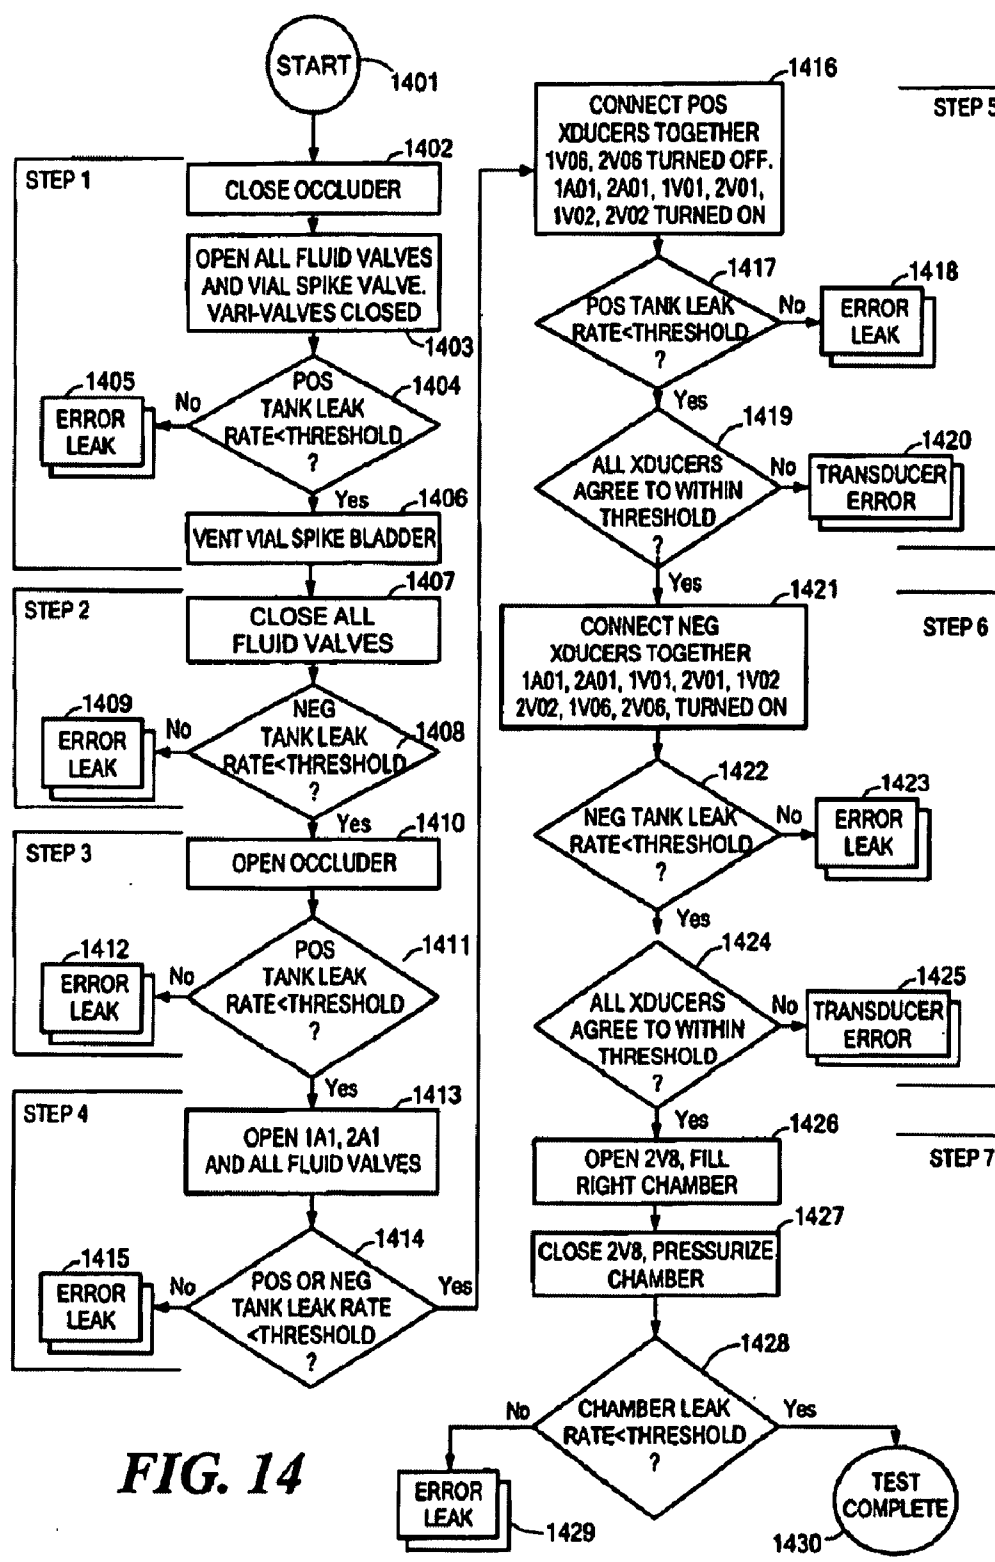 START
1401
STEP 1
1402
CLOSE OCCLUDER
OPEN ALL FLUID VALVES
AND VIAL SPIKE VALVE.
VARI-VALVES CLOSED
1403
1404
POS
TANK LEAK
RATE<THRESHOLD
?
No
1405
ERROR
LEAK
Yes
1406
VENT VIAL SPIKE BLADDER
STEP 2
1407
CLOSE ALL
FLUID VALVES
NEG
TANK LEAK
RATE<THRESHOLD
?
1408
No
1409
ERROR
LEAK
Yes
1410
STEP 3
OPEN OCCLUDER
POS
TANK LEAK
RATE<THRESHOLD
?
1411
No
1412
ERROR
LEAK
Yes
1413
STEP 4
OPEN 1A1, 2A1
AND ALL FLUID VALVES
1414
POS OR NEG
TANK LEAK RATE
<THRESHOLD
?
No
1415
ERROR
LEAK
Yes
1416
STEP 5
CONNECT POS
XDUCERS TOGETHER
1V06, 2V06 TURNED OFF.
1A01, 2A01, 1V01, 2V01,
1V02, 2V02 TURNED ON
1417
POS TANK LEAK
RATE<THRESHOLD
?
No
1418
ERROR
LEAK
Yes
1419
ALL XDUCERS
AGREE TO WITHIN
THRESHOLD
?
No
1420
TRANSDUCER
ERROR
Yes
1421
STEP 6
CONNECT NEG
XDUCERS TOGETHER
1A01, 2A01, 1V01, 2V01, 1V02
2V02, 1V06, 2V06, TURNED ON
1422
NEG TANK LEAK
RATE<THRESHOLD
?
No
1423
ERROR
LEAK
Yes
1424
ALL XDUCERS
AGREE TO WITHIN
THRESHOLD
?
No
1425
TRANSDUCER
ERROR
Yes
1426
STEP 7
OPEN 2V8, FILL
RIGHT CHAMBER
1427
CLOSE 2V8, PRESSURIZE
CHAMBER
1428
CHAMBER LEAK
RATE<THRESHOLD
?
No
ERROR
LEAK
1429
Yes
TEST
COMPLETE
1430
FIG. 14